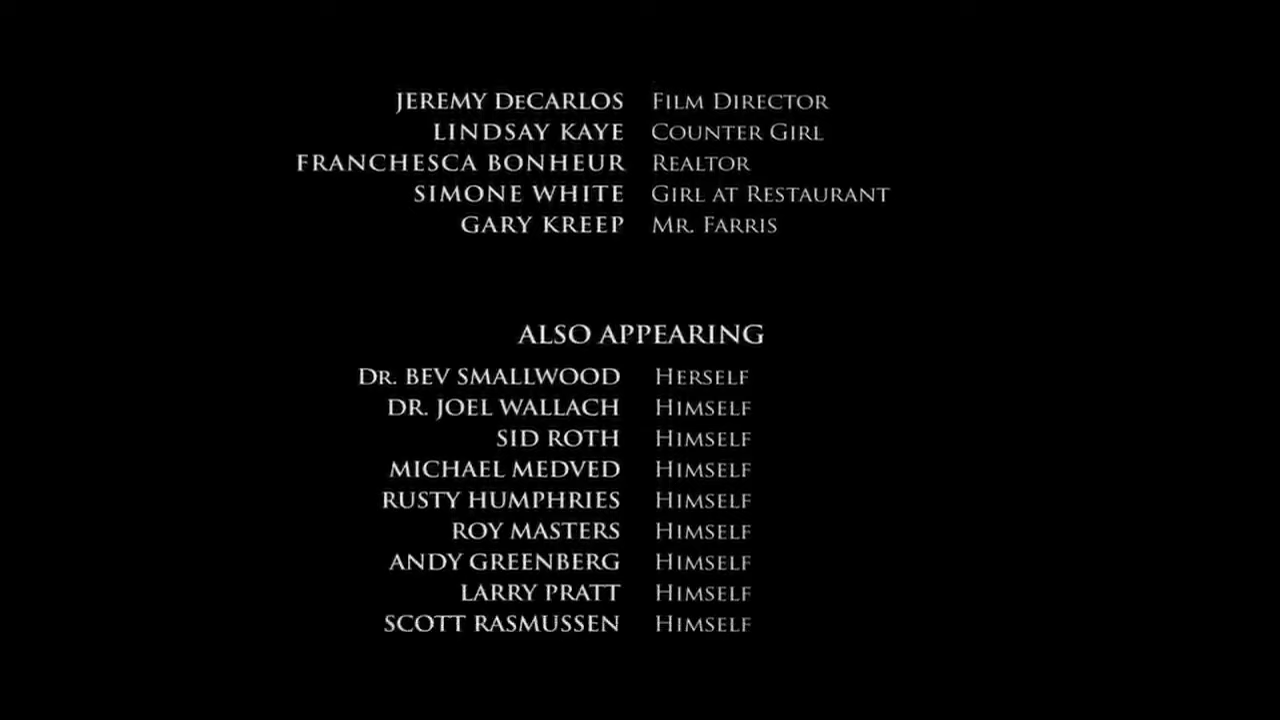 JEREMY DeCARLOS Film Director
LINDSAY KAYE Counter Girl
FRANCHESCA BONHEUR Realtor
SIMONE WHITE Girl at Restaurant
GARY KREEP Mr. Farris
ALSO APPEARING
Dr. BEV SMALLWOOD Herself
DR. JOEL WALLACH Himself
SID ROTH Himself
MICHAEL MEDVED Himself
RUSTY HUMPHRIES Himself
ROY MASTERS Himself
ANDY GREENBERG Himself
LARRY PRATT Himself
SCOTT RASMUSSEN Himself